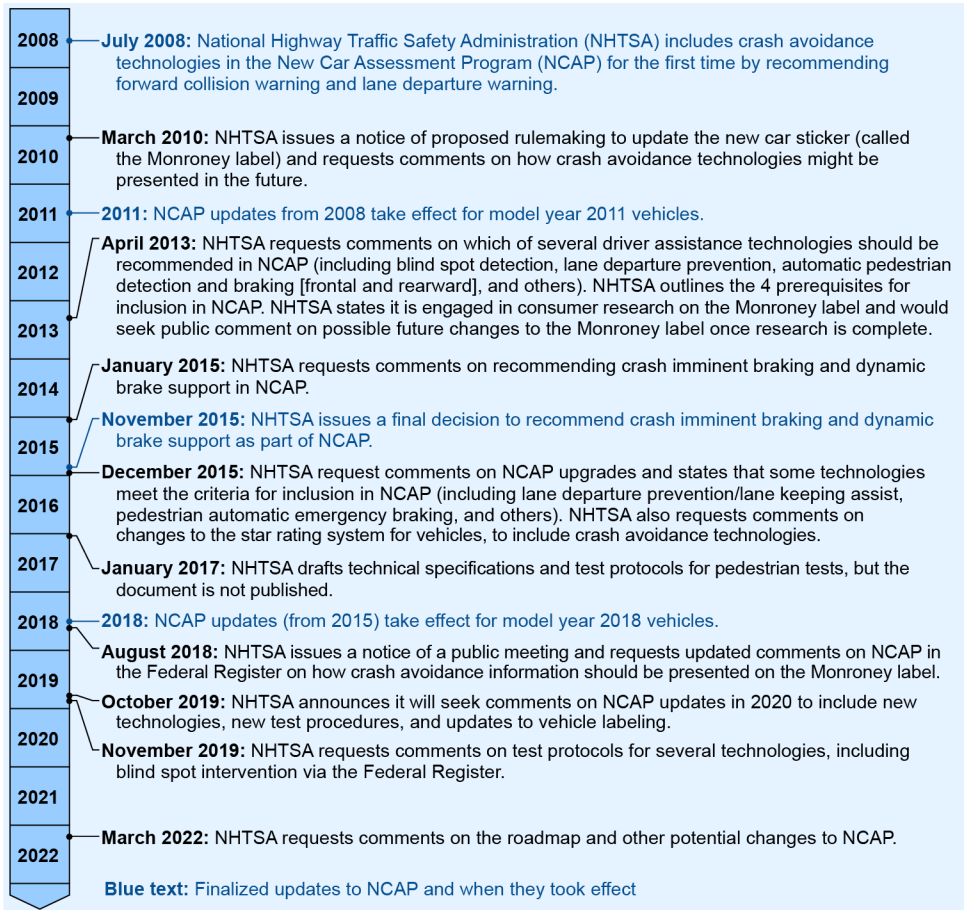 2008
July 2008: National Highway Traffic Safety Administration (NHTSA) includes crash avoidance
technologies in the New Car Assessment Program (NCAP) for the first time by recommending
forward collision warning and lane departure warning.
2009
March 2010: NHTSA issues a notice of proposed rulemaking to update the new car sticker (called
the Monroney label) and requests comments on how crash avoidance technologies might be
presented in the future.
2010
2011
2011: NCAP updates from 2008 take effect for model year 2011 vehicles.
April 2013: NHTSA requests comments on which of several driver assistance technologies should be
recommended in NCAP (including blind spot detection, lane departure prevention, automatic pedestrian
detection and braking [frontal and rearward], and others). NHTSA outlines the 4 prerequisites for
inclusion in NCAP. NHTSA states it is engaged in consumer research on the Monroney label and would
seek public comment on possible future changes to the Monroney label once research is complete.
2012
2013
January 2015: NHTSA requests comments on recommending crash imminent braking and dynamic
brake support in NCAP.
2014
November 2015: NHTSA issues a final decision to recommend crash imminent braking and dynamic
brake support as part of NCAP.
2015
December 2015: NHTSA request comments on NCAP upgrades and states that some technologies
meet the criteria for inclusion in NCAP (including lane departure prevention/lane keeping assist,
pedestrian automatic emergency braking, and others). NHTSA also requests comments on
changes to the star rating system for vehicles, to include crash avoidance technologies.
2016
January 2017: NHTSA drafts technical specifications and test protocols for pedestrian tests, but the
document is not published.
2017
2018
2018: NCAP updates (from 2015) take effect for model year 2018 vehicles.
August 2018: NHTSA issues a notice of a public meeting and requests updated comments on NCAP in
the Federal Register on how crash avoidance information should be presented on the Monroney label.
2019
October 2019: NHTSA announces it will seek comments on NCAP updates in 2020 to include new
technologies, new test procedures, and updates to vehicle labeling.
2020
November 2019: NHTSA requests comments on test protocols for several technologies, including
blind spot intervention via the Federal Register.
2021
March 2022: NHTSA requests comments on the roadmap and other potential changes to NCAP.
2022
Blue text: Finalized updates to NCAP and when they took effect